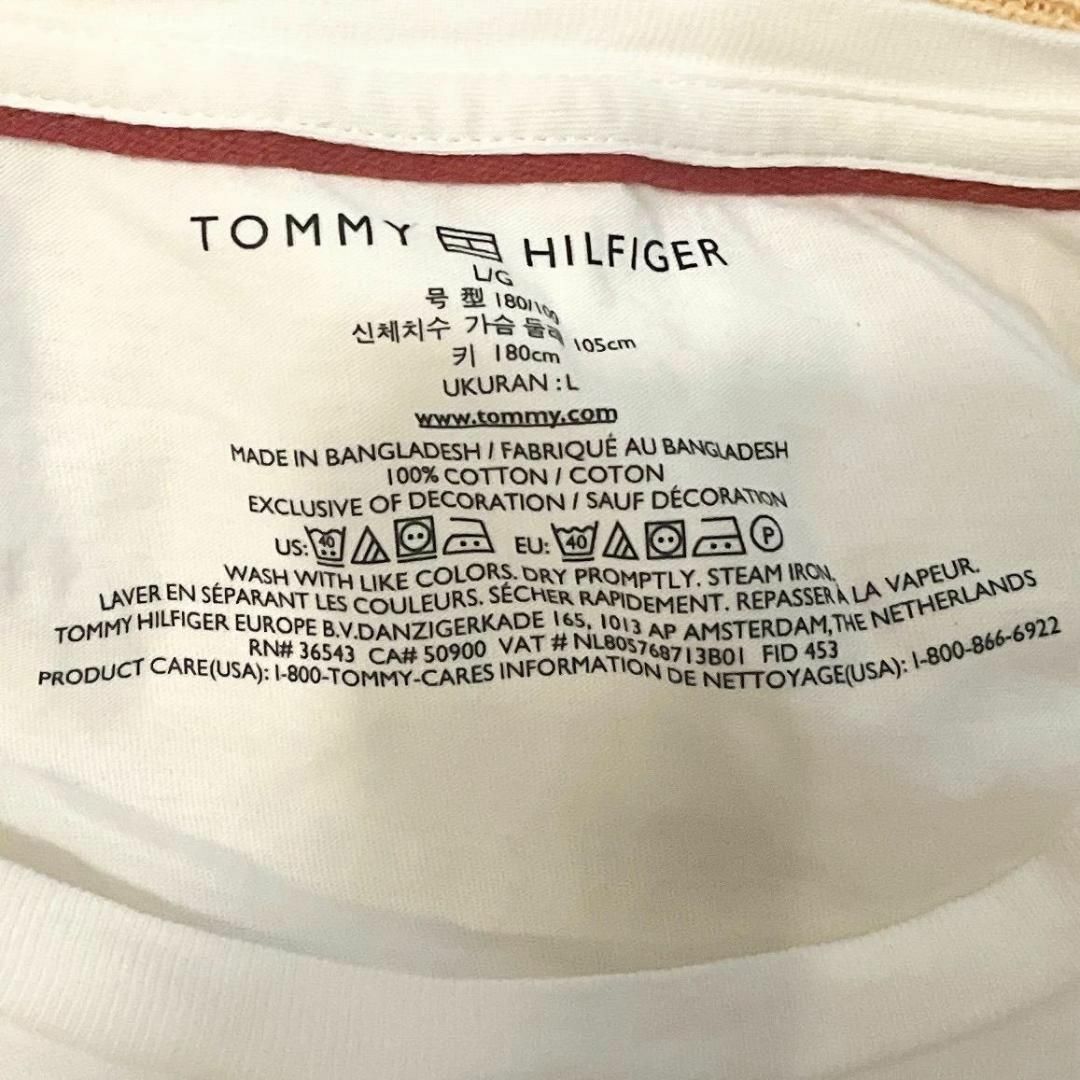 TOMMY HILFIGER
L/G
号型 180/100
신체치수 가슴 둘레 105cm
키 180cm
UKURAN : L
www.tommy.com
MADE IN BANGLADESH / FABRIQUÉ AU BANGLADESH
100% COTTON / COTON
EXCLUSIVE OF DECORATION / SAUF DÉCORATION
US: 40 EU: 40 P
WASH WITH LIKE COLORS. DRY PROMPTLY. STEAM IRON.
LAVER EN SÉPARANT LES COULEURS. SÉCHER RAPIDEMENT. REPASSER À LA VAPEUR.
TOMMY HILFIGER EUROPE B.V.DANZIGERKADE 165, 1013 AP AMSTERDAM,THE NETHERLANDS
RN# 36543 CA# 50900 VAT # NL805768713B01 FID 453
PRODUCT CARE(USA): 1-800-TOMMY-CARES INFORMATION DE NETTOYAGE(USA): 1-800-866-6922